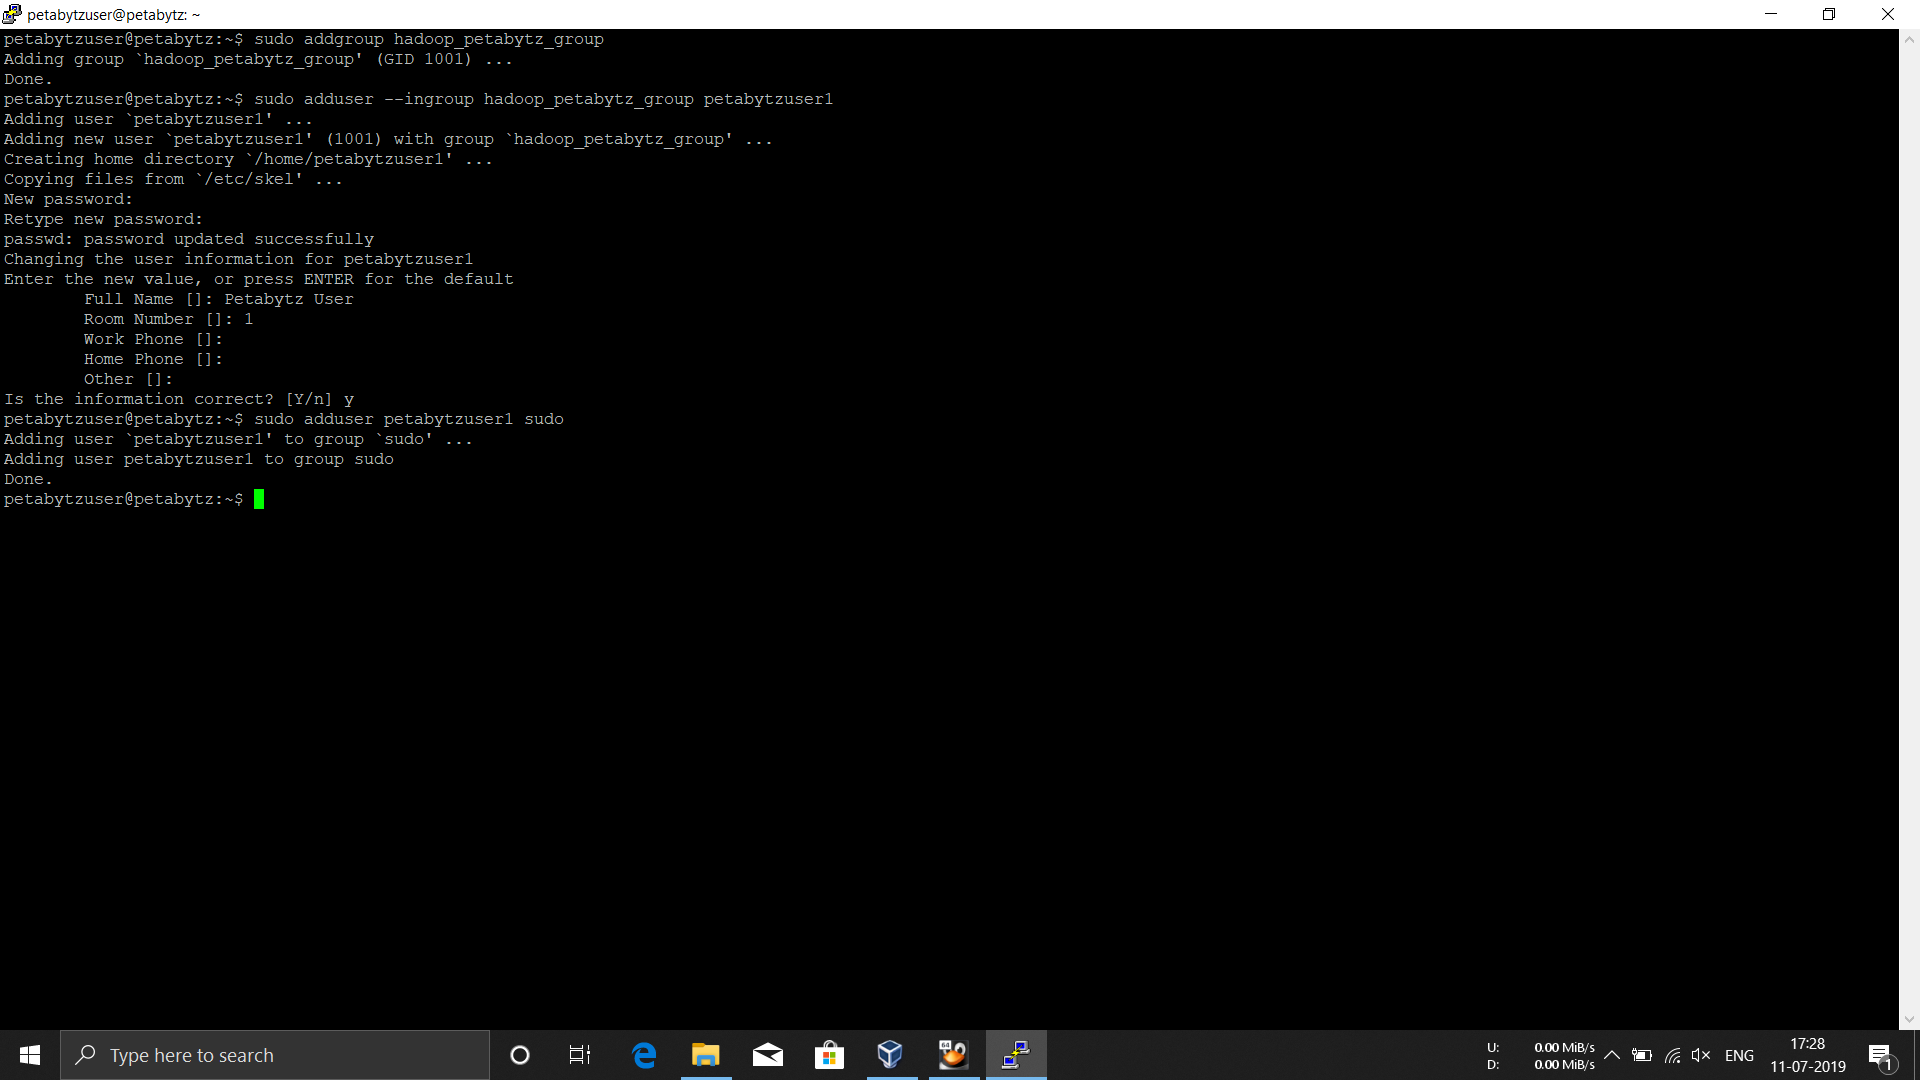 petabytzuser@petabytz: ~
petabytzuser@petabytz:~$ sudo addgroup hadoop_petabytz_group
Adding group `hadoop_petabytz_group' (GID 1001) ...
Done.
petabytzuser@petabytz:~$ sudo adduser --ingroup hadoop_petabytz_group petabytzuser1
Adding user `petabytzuser1' ...
Adding new user `petabytzuser1' (1001) with group `hadoop_petabytz_group' ...
Creating home directory `/home/petabytzuser1' ...
Copying files from `/etc/skel' ...
New password:
Retype new password:
passwd: password updated successfully
Changing the user information for petabytzuser1
Enter the new value, or press ENTER for the default
Full Name []: Petabytz User
Room Number []: 1
Work Phone []:
Home Phone []:
Other []:
Is the information correct? [Y/n] y
petabytzuser@petabytz:~$ sudo adduser petabytzuser1 sudo
Adding user `petabytzuser1' to group `sudo' ...
Adding user petabytzuser1 to group sudo
Done.
petabytzuser@petabytz:~$
Type here to search
64
U: 0.00 MiB/s
D: 0.00 MiB/s
ENG
17:28
11-07-2019
1